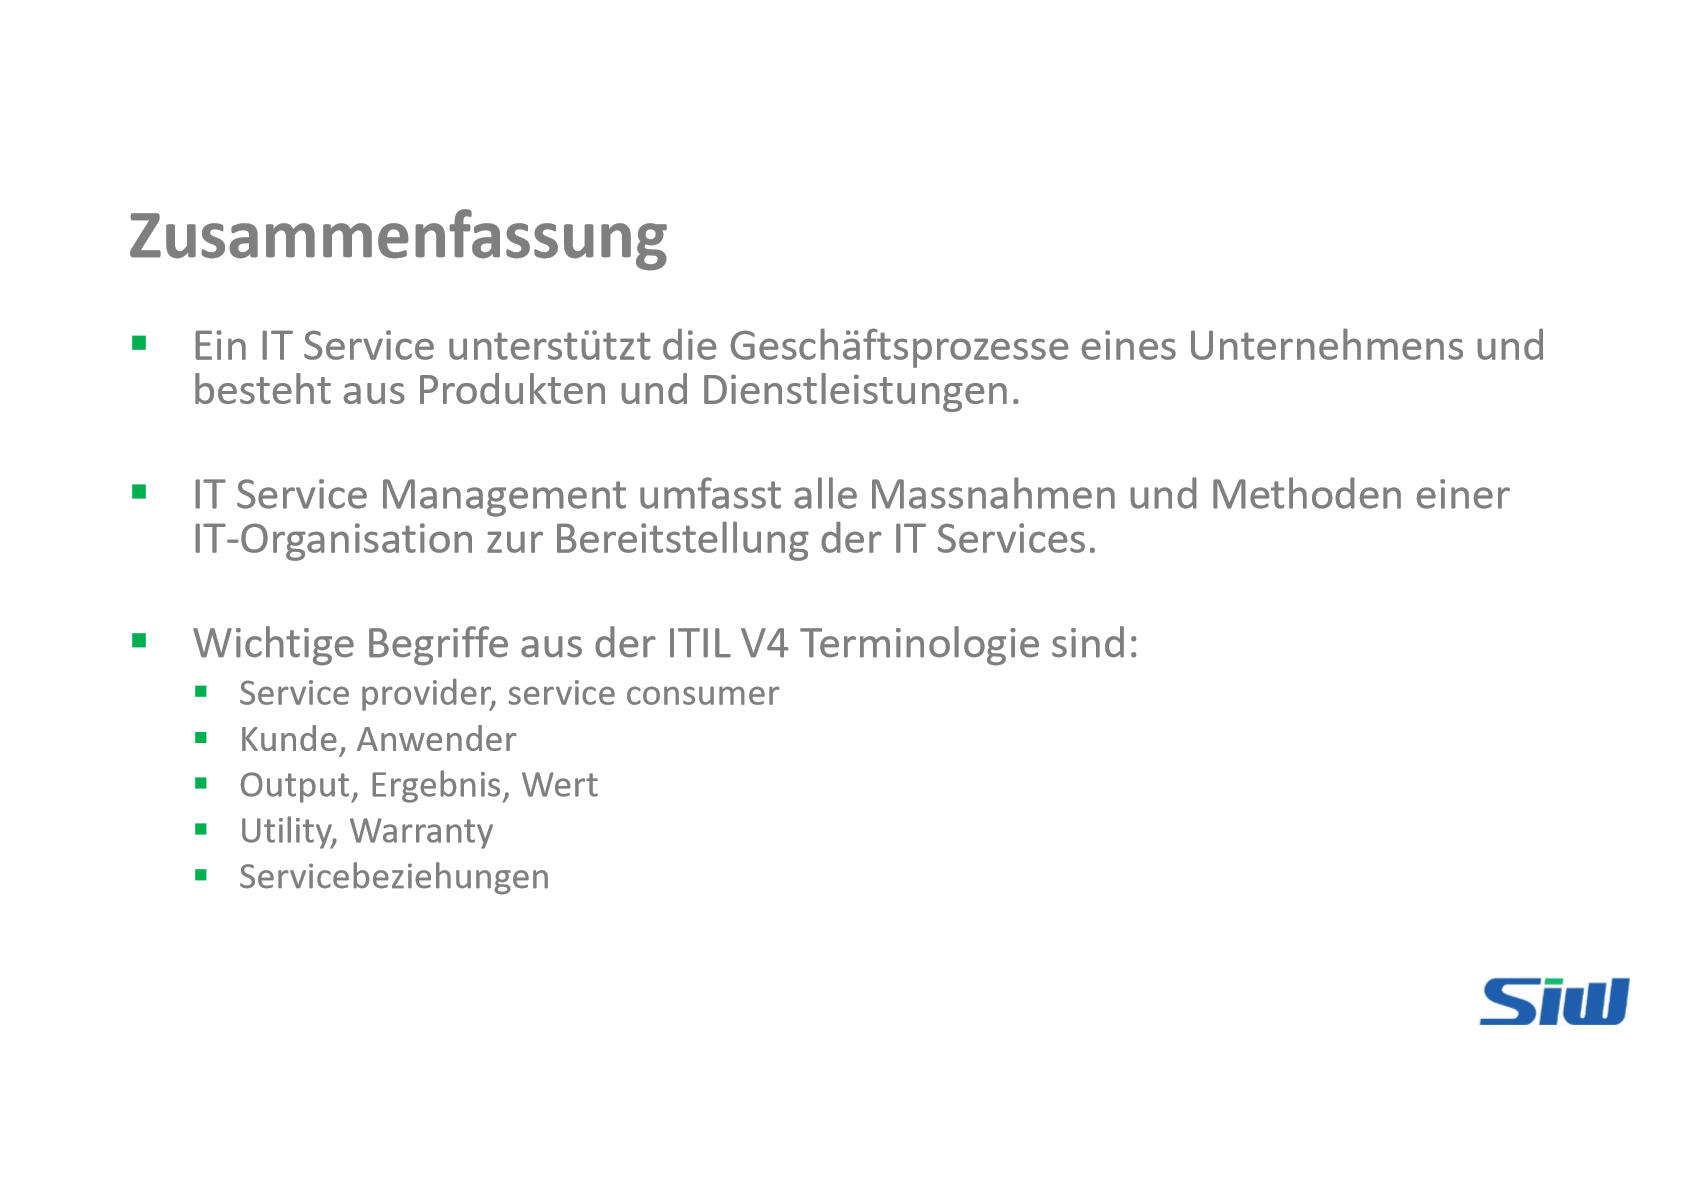 Zusammenfassung
Ein IT Service unterstützt die Geschäftsprozesse eines Unternehmens und
besteht aus Produkten und Dienstleistungen.
IT Service Management umfasst alle Massnahmen und Methoden einer
IT-Organisation zur Bereitstellung der IT Services.
Wichtige Begriffe aus der ITIL V4 Terminologie sind:
Service provider, service consumer
Kunde, Anwender
Output, Ergebnis, Wert
Utility, Warranty
Servicebeziehungen
Siw